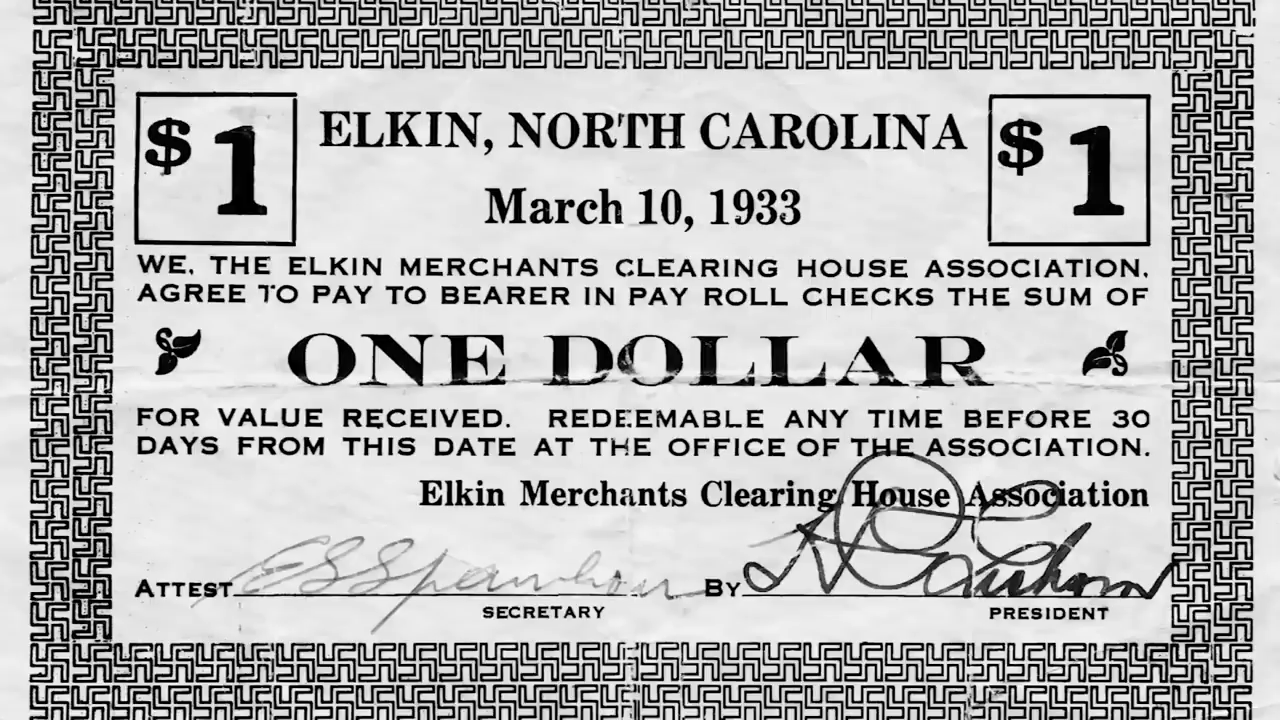 $1
ELKIN, NORTH CAROLINA
$1
March 10, 1933
WE, THE ELKIN MERCHANTS CLEARING HOUSE ASSOCIATION,
AGREE TO PAY TO BEARER IN PAY ROLL CHECKS THE SUM OF
ONE DOLLAR
FOR VALUE RECEIVED. REDEEMABLE ANY TIME BEFORE 30
DAYS FROM THIS DATE AT THE OFFICE OF THE ASSOCIATION.
Elkin Merchants Clearing House Association
ATTEST BY
SECRETARY PRESIDENT